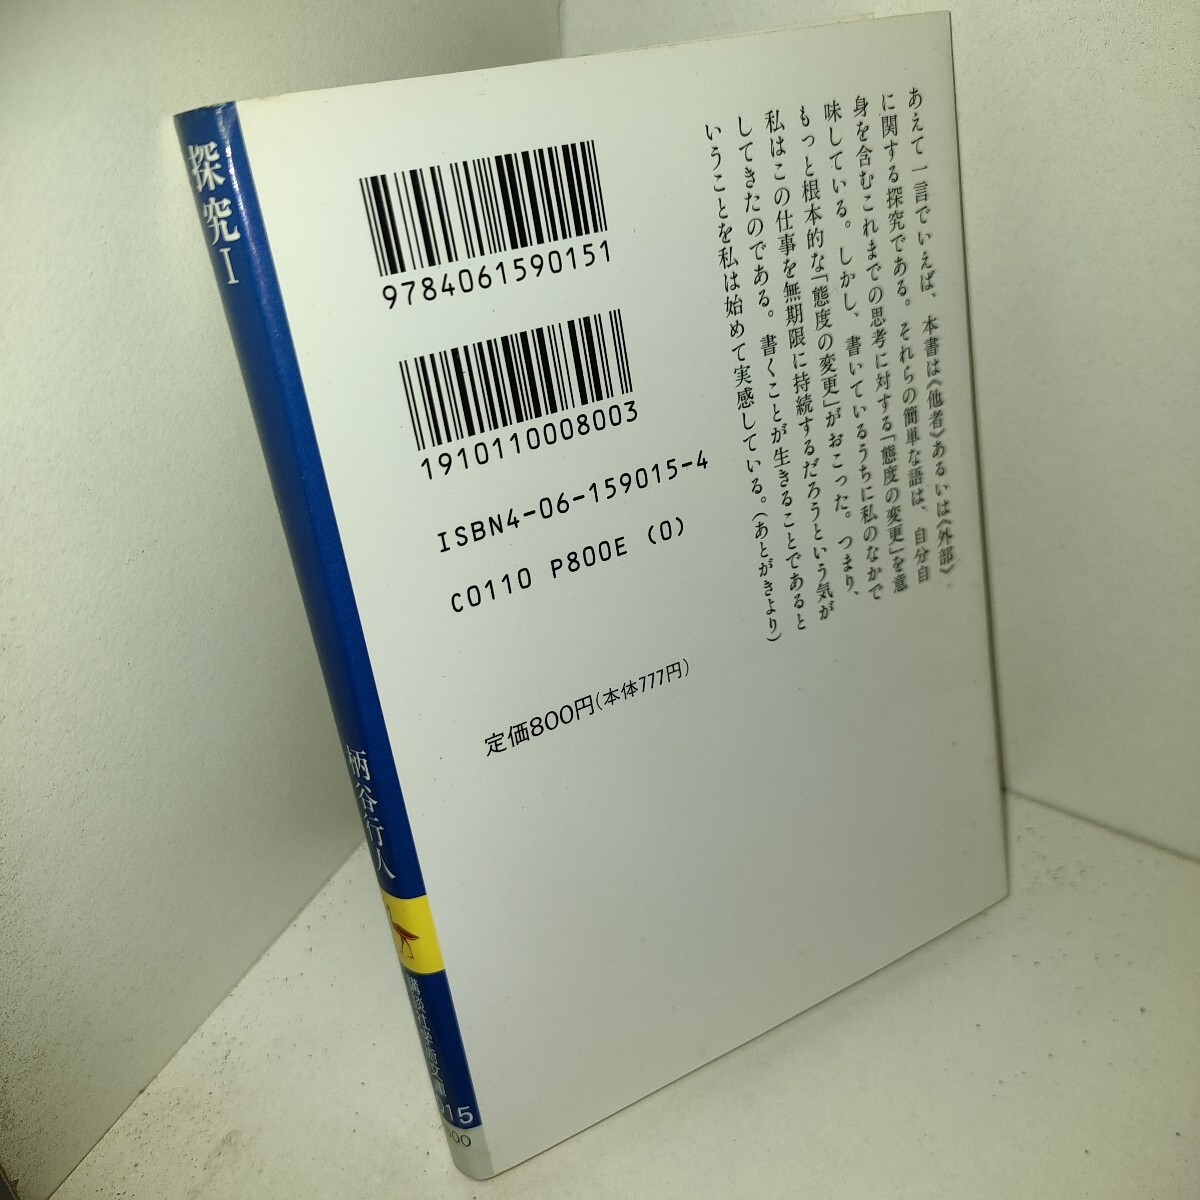 探究I
柄谷行人
講談社学術文庫
015
9784061590151
1910110008003
ISBN4-06-159015-4
C0110 P800E (0)
定価800円(本体777円)
あえて一言でいえば、本書は《他者》あるいは《外部》
に関する探究である。それらの簡単な語は、自分自
身を含むこれまでの思考に対する「態度の変更」を意
味している。しかし、書いているうちに私のなかで
もっと根本的な「態度の変更」がおこった。つまり、
私はこの仕事を無期限に持続するだろうという気が
してきたのである。書くことが生きることであると
いうことを私は始めて実感している。(あとがきより)